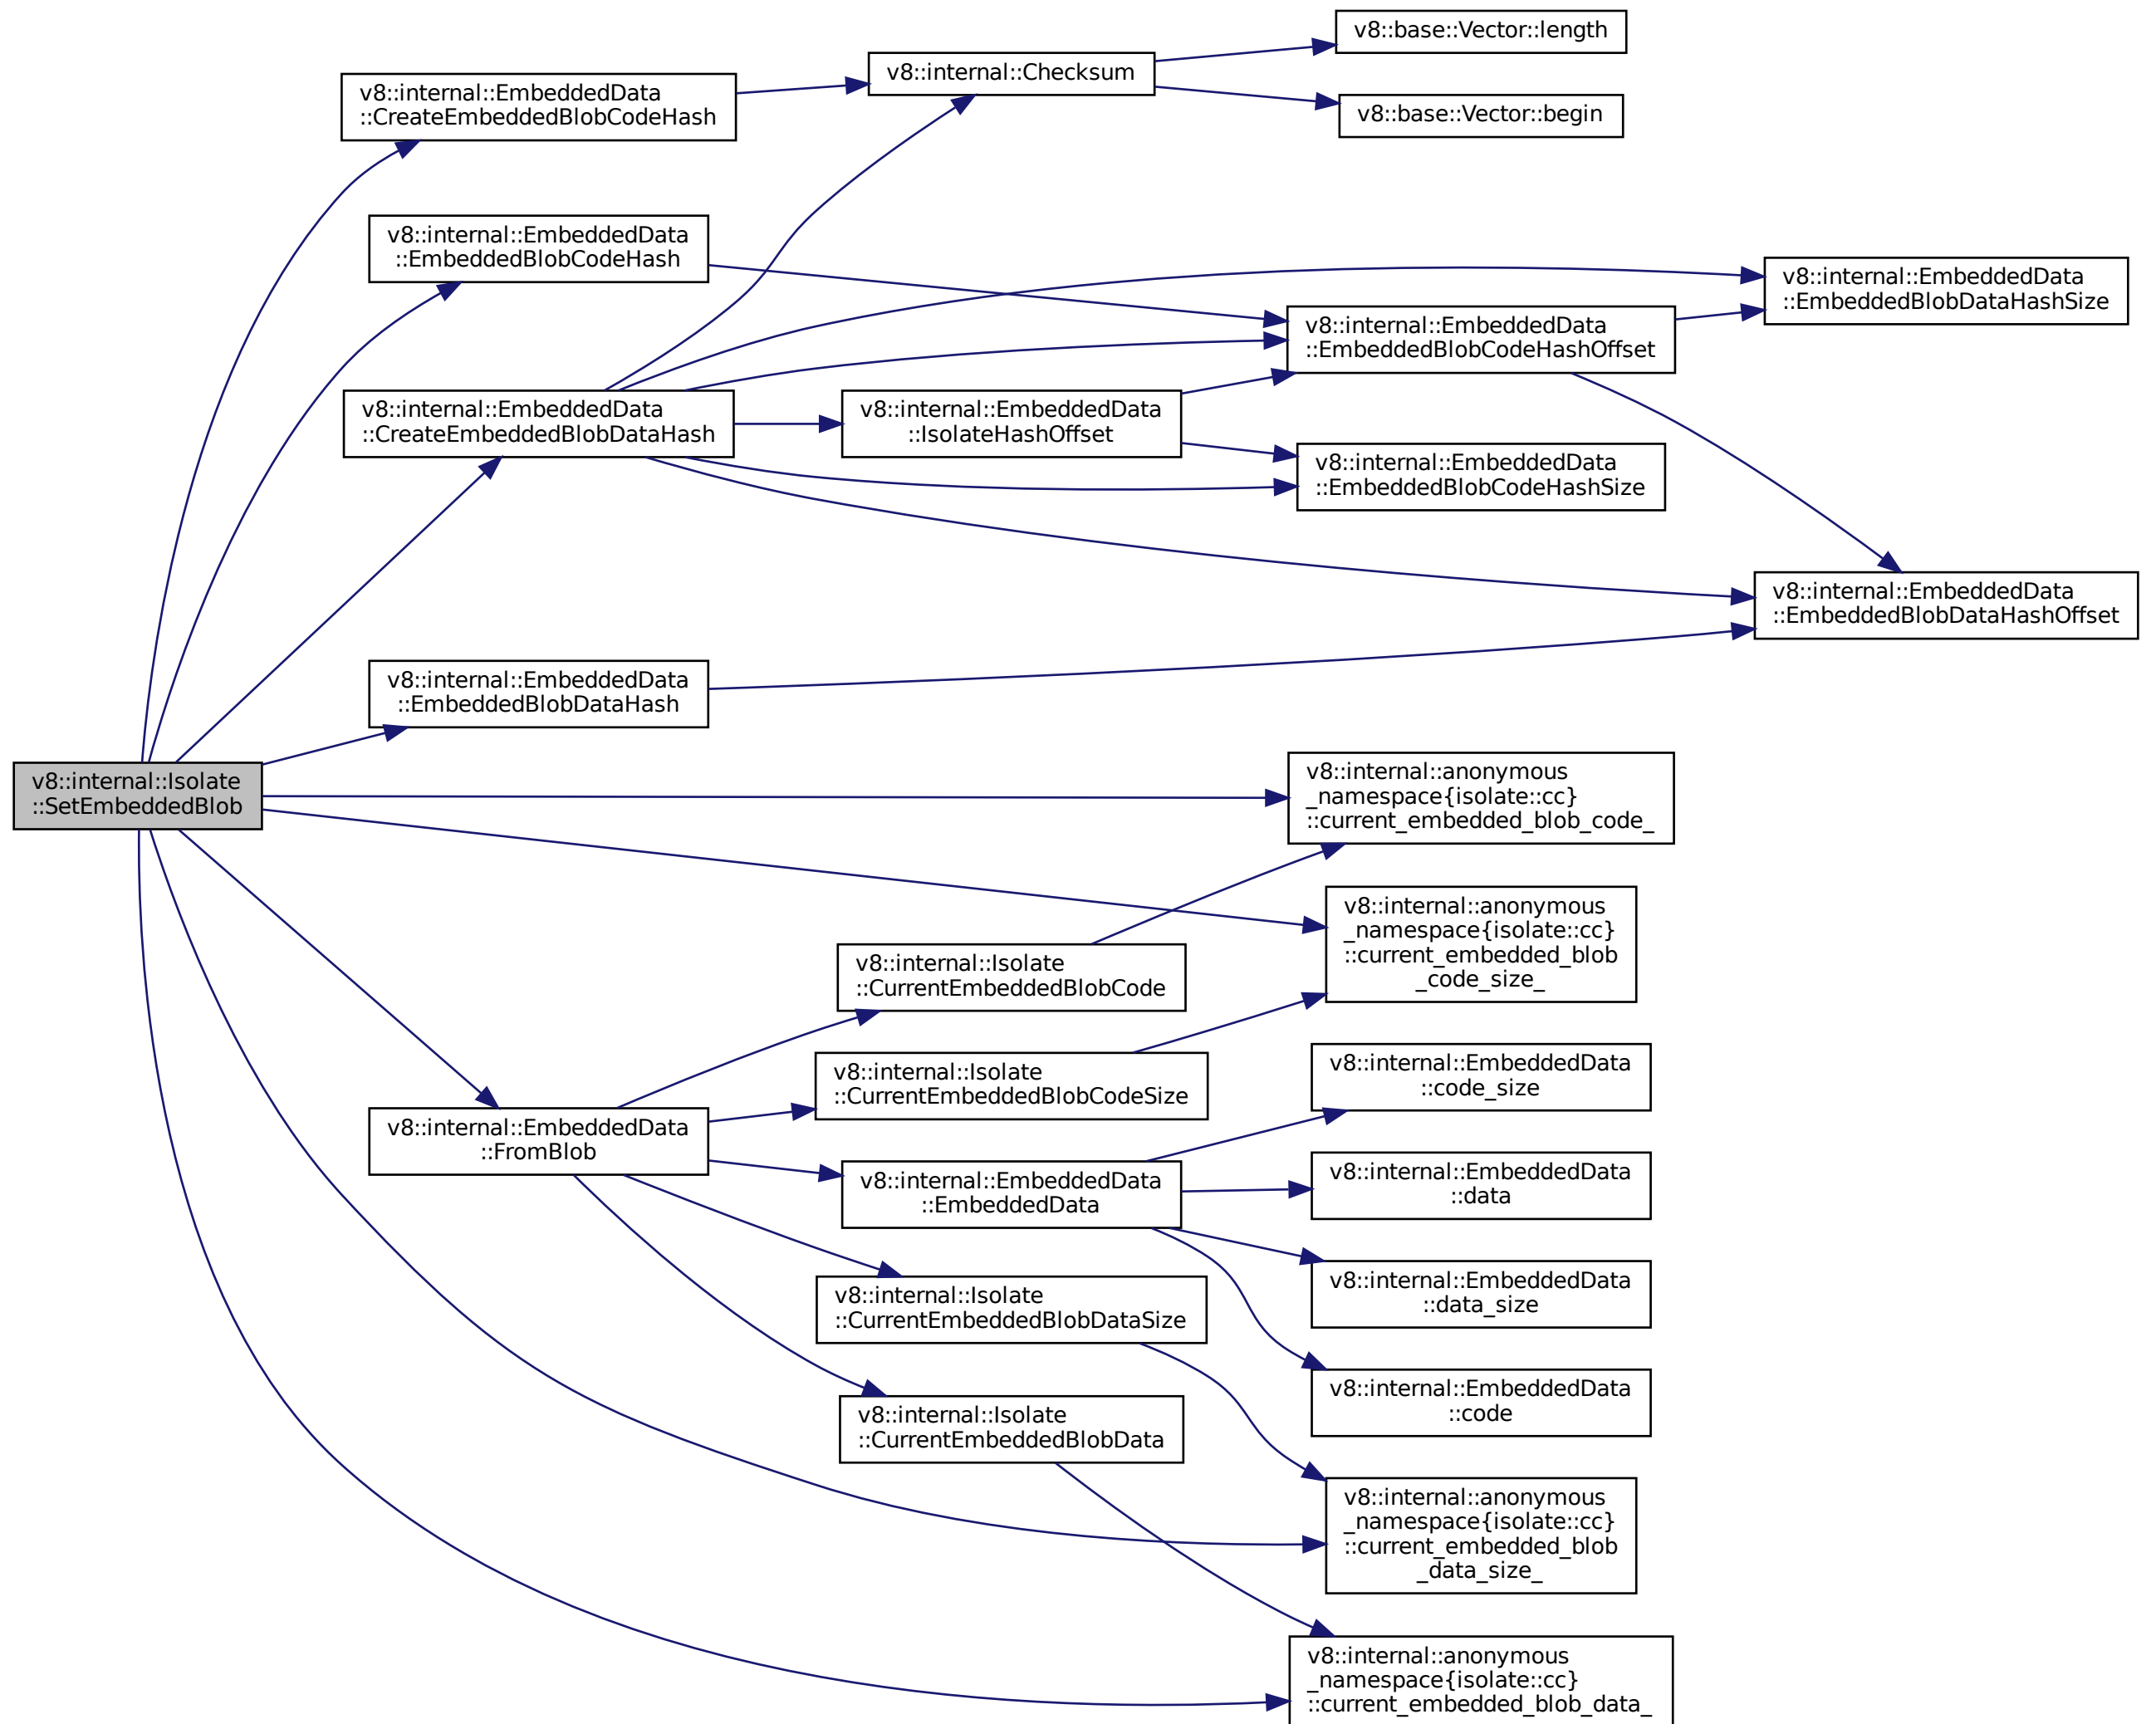 v8::base::Vector::length
v8::internal::Checksum
v8::internal::EmbeddedData
::CreateEmbeddedBlobCodeHash
v8::base::Vector::begin
v8::internal::EmbeddedData
::EmbeddedBlobCodeHash
v8::internal::EmbeddedData
::EmbeddedBlobDataHashSize
v8::internal::EmbeddedData
::EmbeddedBlobCodeHashOffset
v8::internal::EmbeddedData
::CreateEmbeddedBlobDataHash
v8::internal::EmbeddedData
::IsolateHashOffset
v8::internal::EmbeddedData
::EmbeddedBlobCodeHashSize
v8::internal::EmbeddedData
::EmbeddedBlobDataHashOffset
v8::internal::EmbeddedData
::EmbeddedBlobDataHash
v8::internal::Isolate
::SetEmbeddedBlob
v8::internal::anonymous
_namespace{isolate::cc}
::current_embedded_blob_code_
v8::internal::anonymous
_namespace{isolate::cc}
::current_embedded_blob
_code_size_
v8::internal::Isolate
::CurrentEmbeddedBlobCode
v8::internal::Isolate
::CurrentEmbeddedBlobCodeSize
v8::internal::EmbeddedData
::code_size
v8::internal::EmbeddedData
::FromBlob
v8::internal::EmbeddedData
::EmbeddedData
v8::internal::EmbeddedData
::data
v8::internal::EmbeddedData
::data_size
v8::internal::Isolate
::CurrentEmbeddedBlobDataSize
v8::internal::EmbeddedData
::code
v8::internal::Isolate
::CurrentEmbeddedBlobData
v8::internal::anonymous
_namespace{isolate::cc}
::current_embedded_blob
_data_size_
v8::internal::anonymous
_namespace{isolate::cc}
::current_embedded_blob_data_